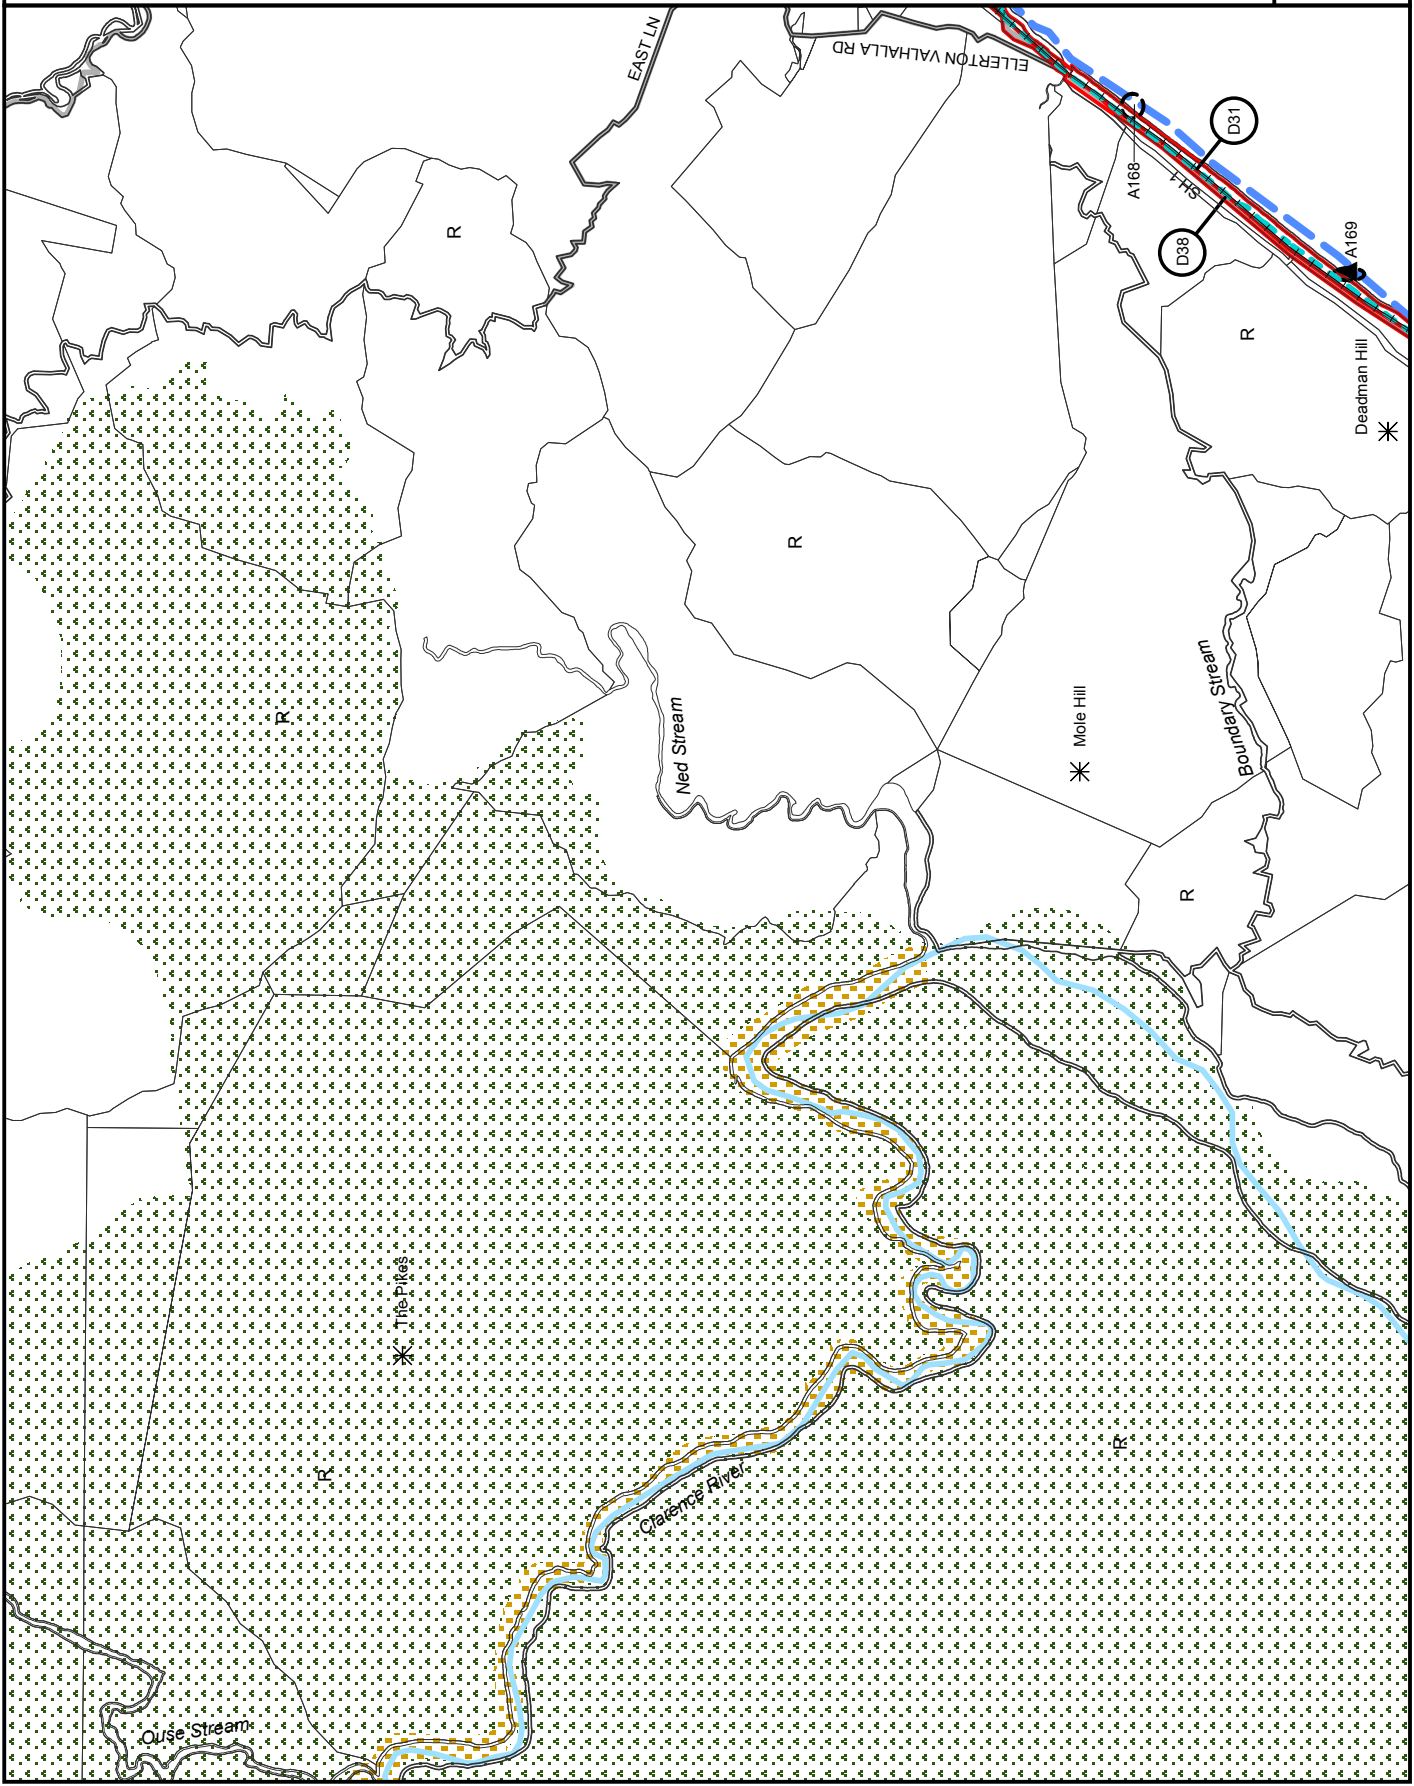 EAST LN
ELLERTON VALHALLA RD
D31
A168
SH 1
D38
A169
R
R
Deadman Hill
R
R
Ned Stream
Mole Hill
Boundary Stream
R
The Pikes
R
R
Clarence River
Ouse Stream